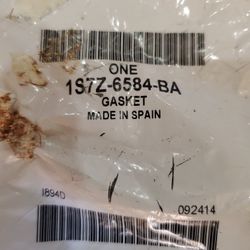 ONE
1S7Z-6584-BA
GASKET
MADE IN SPAIN
I894D
092414